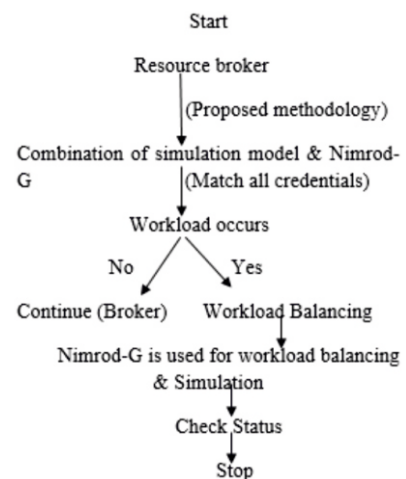 Start
Resource broker
(Proposed methodology)
Combination of simulation model & Nimrod-
G (Match all credentials)
Workload occurs
No Yes
Continue (Broker) Workload Balancing
Nimrod-G is used for workload balancing
& Simulation
Check Status
Stop